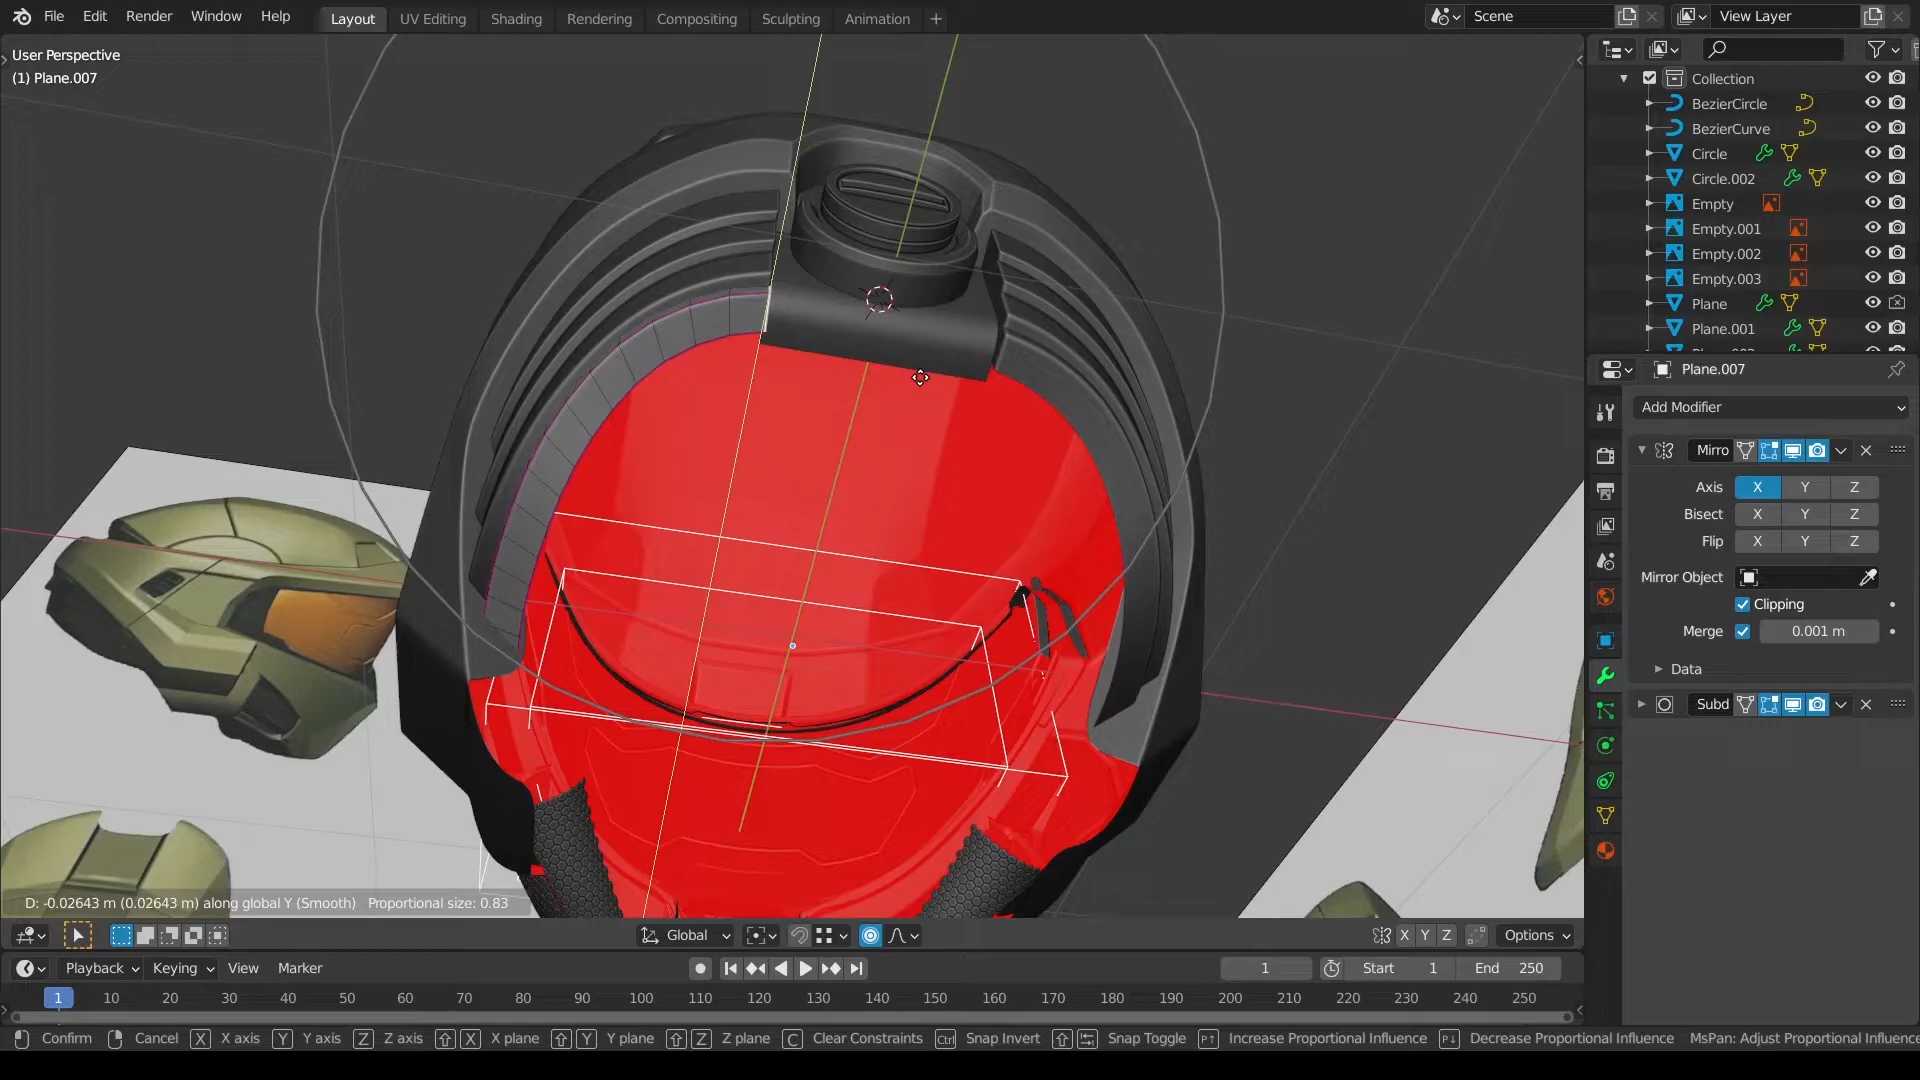 File Edit Render Window Help
Layout UV Editing Shading Rendering Compositing Sculpting Animation +
Scene
View Layer
User Perspective
(1) Plane.007
Collection
BezierCircle
BezierCurve
Circle
Circle.002
Empty
Empty.001
Empty.002
Empty.003
Plane
Plane.001
Plane.007
Add Modifier
Mirro
Axis X Y Z
Bisect X Y Z
Flip X Y Z
Mirror Object
Clipping
Merge 0.001 m
Data
Subd
D: -0.02643 m (0.02643 m) along global Y (Smooth) Proportional size: 0.83
Global
X Y Z
Options
Playback Keying View Marker
1
Start 1
End 250
1 10 20 30 40 50 60 70 80 90 100 110 120 130 140 150 160 170 180 190 200 210 220 230 240 250
Confirm Cancel X X axis Y Y axis Z Z axis X X plane Y Y plane Z Z plane C Clear Constraints Ctrl Snap Invert Snap Toggle Increase Proportional Influence Decrease Proportional Influence MsPan: Adjust Proportional Influence